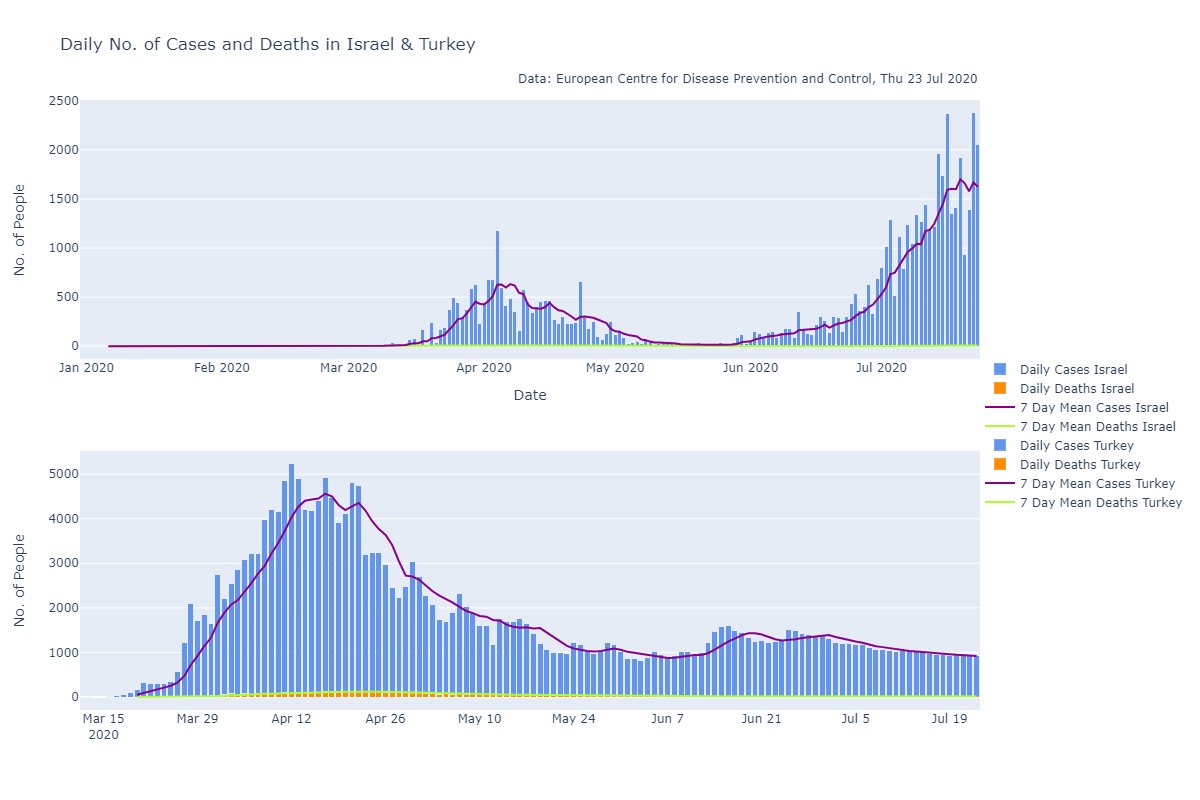 Daily No. of Cases and Deaths in Israel & Turkey
Data: European Centre for Disease Prevention and Control, Thu 23 Jul 2020
No. of People
2500
2000
1500
1000
500
0
Jan 2020 Feb 2020 Mar 2020 Apr 2020 May 2020 Jun 2020 Jul 2020
Date
Daily Cases Israel
Daily Deaths Israel
7 Day Mean Cases Israel
7 Day Mean Deaths Israel
Daily Cases Turkey
Daily Deaths Turkey
7 Day Mean Cases Turkey
7 Day Mean Deaths Turkey
No. of People
5000
4000
3000
2000
1000
0
Mar 15 Mar 29 Apr 12 Apr 26 May 10 May 24 Jun 7 Jun 21 Jul 5 Jul 19
2020